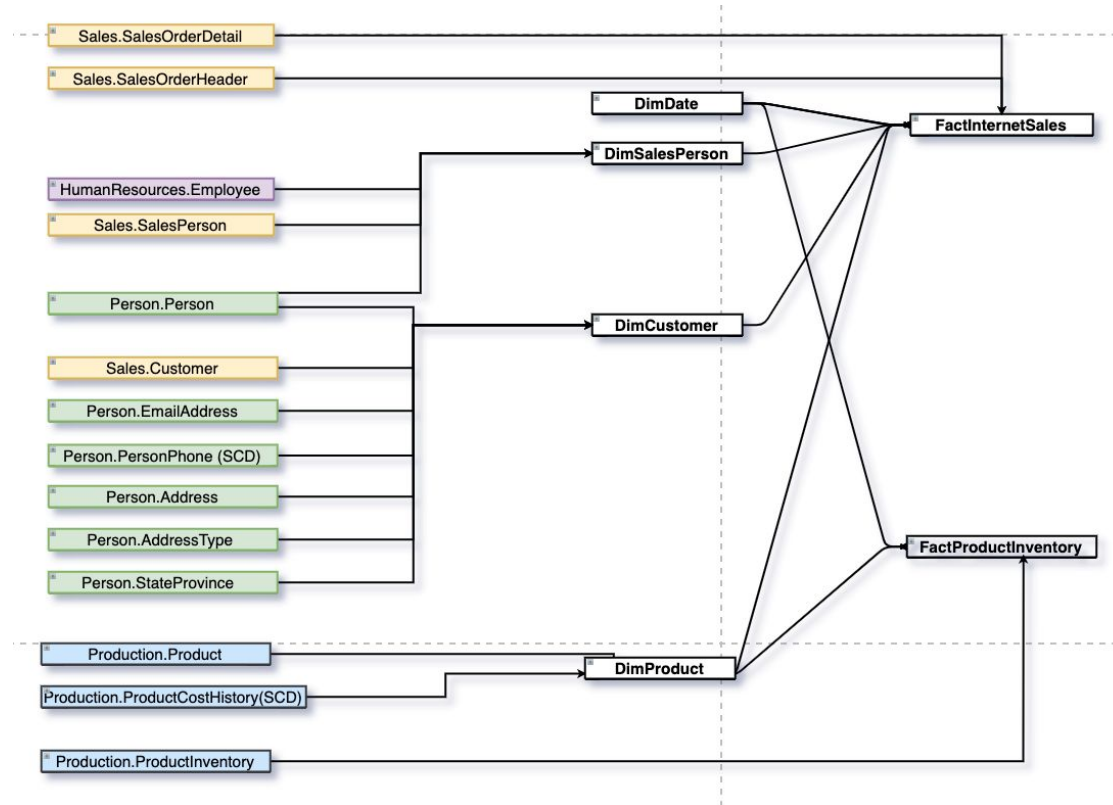 Sales.SalesOrderDetail
Sales.SalesOrderHeader
DimDate
FactInternetSales
DimSalesPerson
HumanResources.Employee
Sales.SalesPerson
Person.Person
DimCustomer
Sales.Customer
Person.EmailAddress
Person.PersonPhone (SCD)
Person.Address
Person.AddressType
FactProductInventory
Person.StateProvince
Production.Product
DimProduct
Production.ProductCostHistory(SCD)
Production.ProductInventory